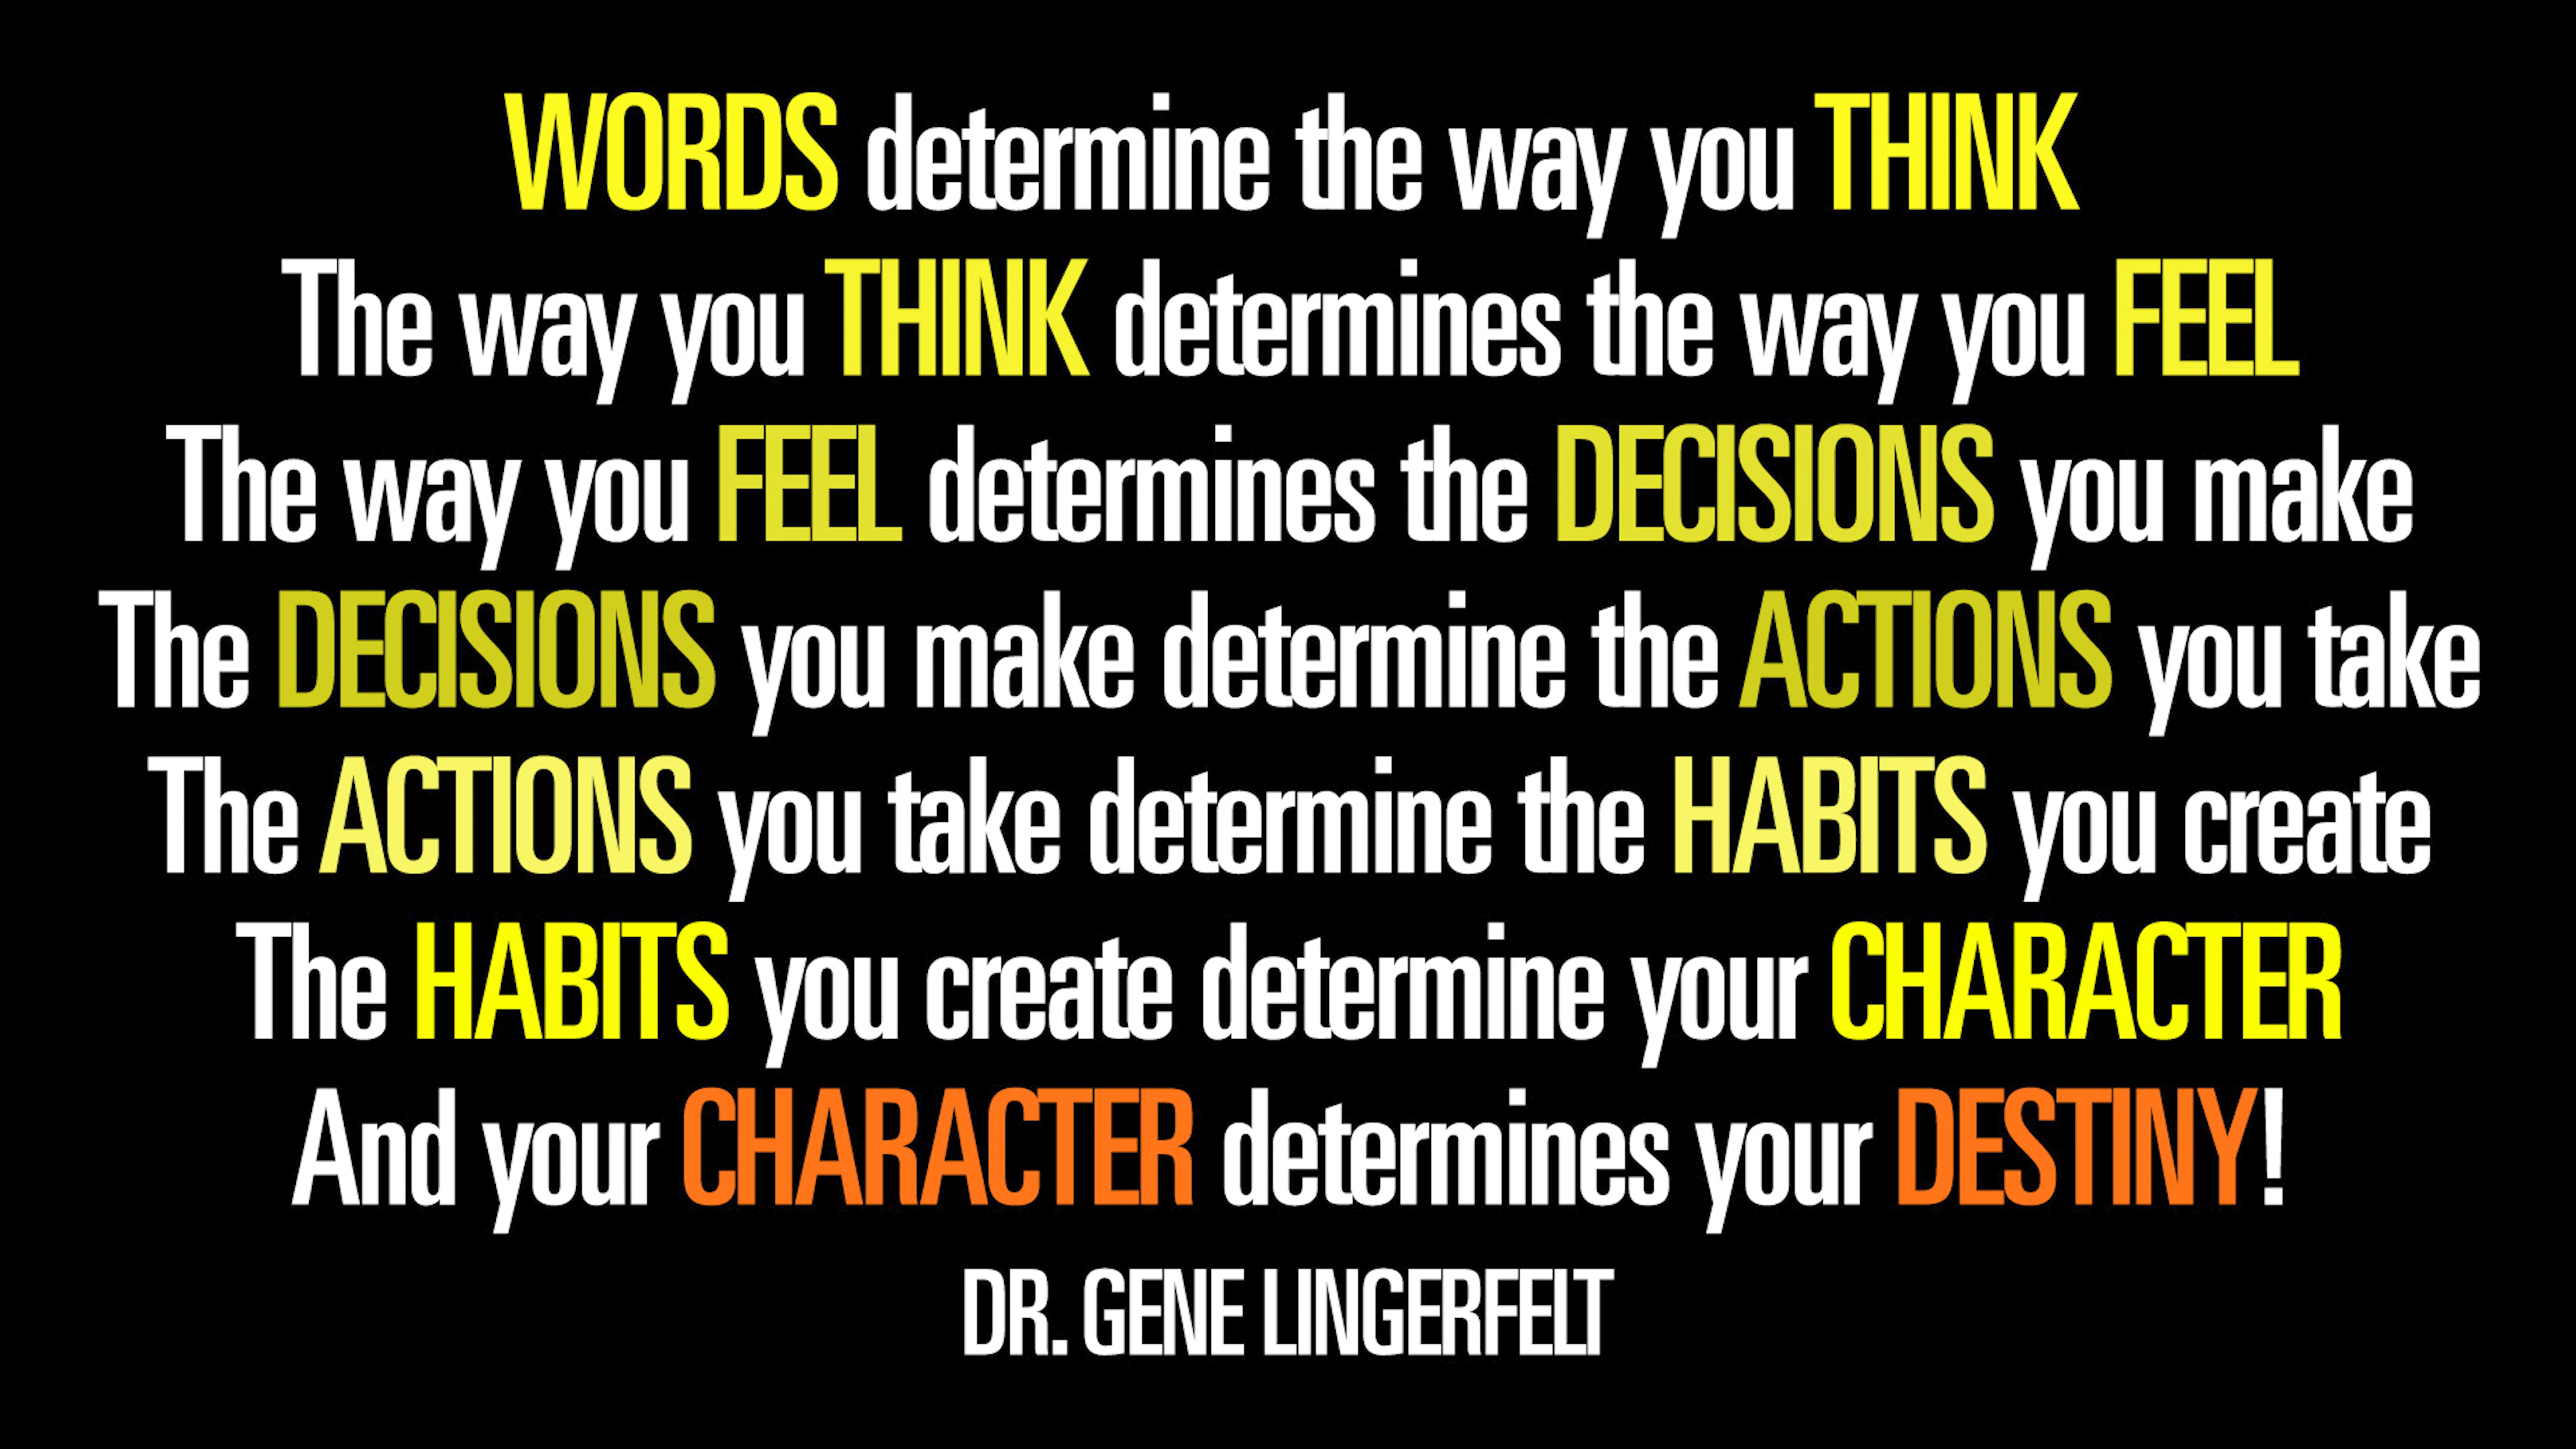 WORDS determine the way you THINK
The way you THINK determines the way you FEEL
The way you FEEL determines the DECISIONS you make
The DECISIONS you make determine the ACTIONS you take
The ACTIONS you take determine the HABITS you create
The HABITS you create determine your CHARACTER
And your CHARACTER determines your DESTINY!
DR. GENE LINGERFELT